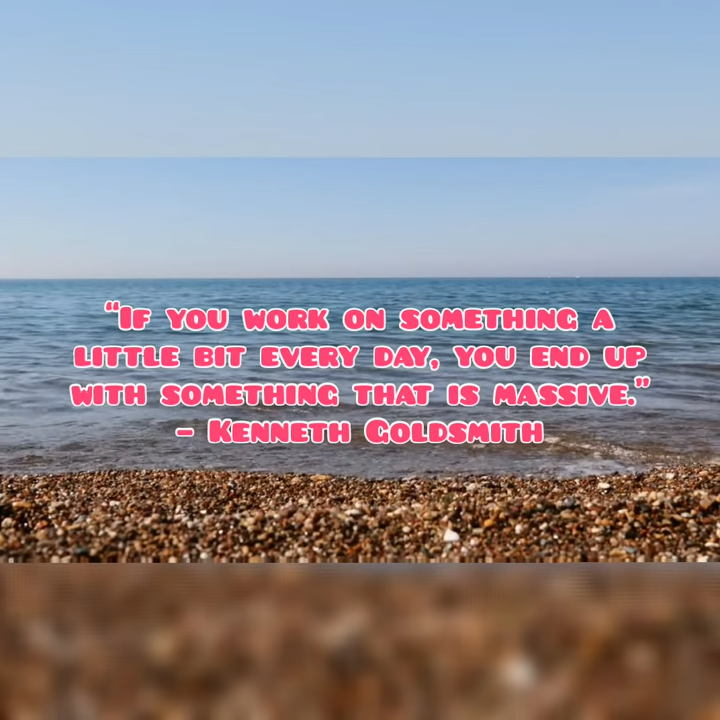 “If you work on something a
little bit every day, you end up
with something that is massive.”
- Kenneth Goldsmith